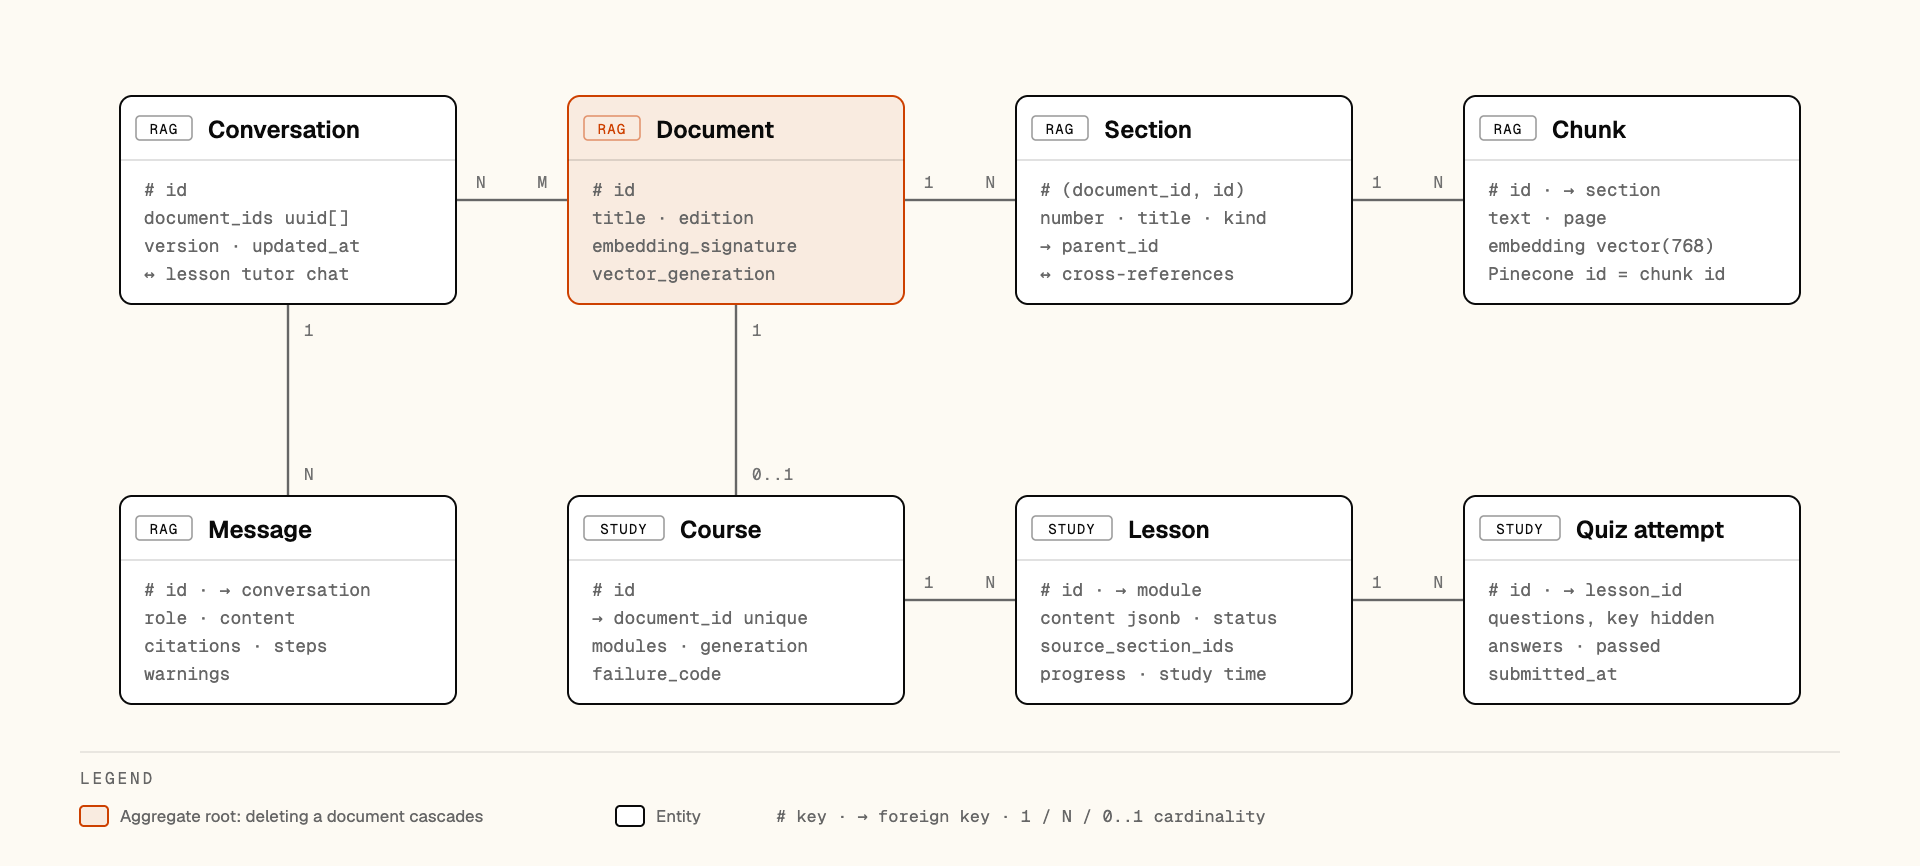 RAG Conversation
# id
document_ids uuid[]
version · updated_at
↔ lesson tutor chat
N M
RAG Document
# id
title · edition
embedding_signature
vector_generation
1 N
RAG Section
# (document_id, id)
number · title · kind
→ parent_id
↔ cross-references
1 N
RAG Chunk
# id · → section
text · page
embedding vector(768)
Pinecone id = chunk id
1
N
1
0..1
RAG Message
# id · → conversation
role · content
citations · steps
warnings
STUDY Course
# id
→ document_id unique
modules · generation
failure_code
1 N
STUDY Lesson
# id · → module
content jsonb · status
source_section_ids
progress · study time
1 N
STUDY Quiz attempt
# id · → lesson_id
questions, key hidden
answers · passed
submitted_at
LEGEND
Aggregate root: deleting a document cascades
Entity
# key · → foreign key · 1 / N / 0..1 cardinality